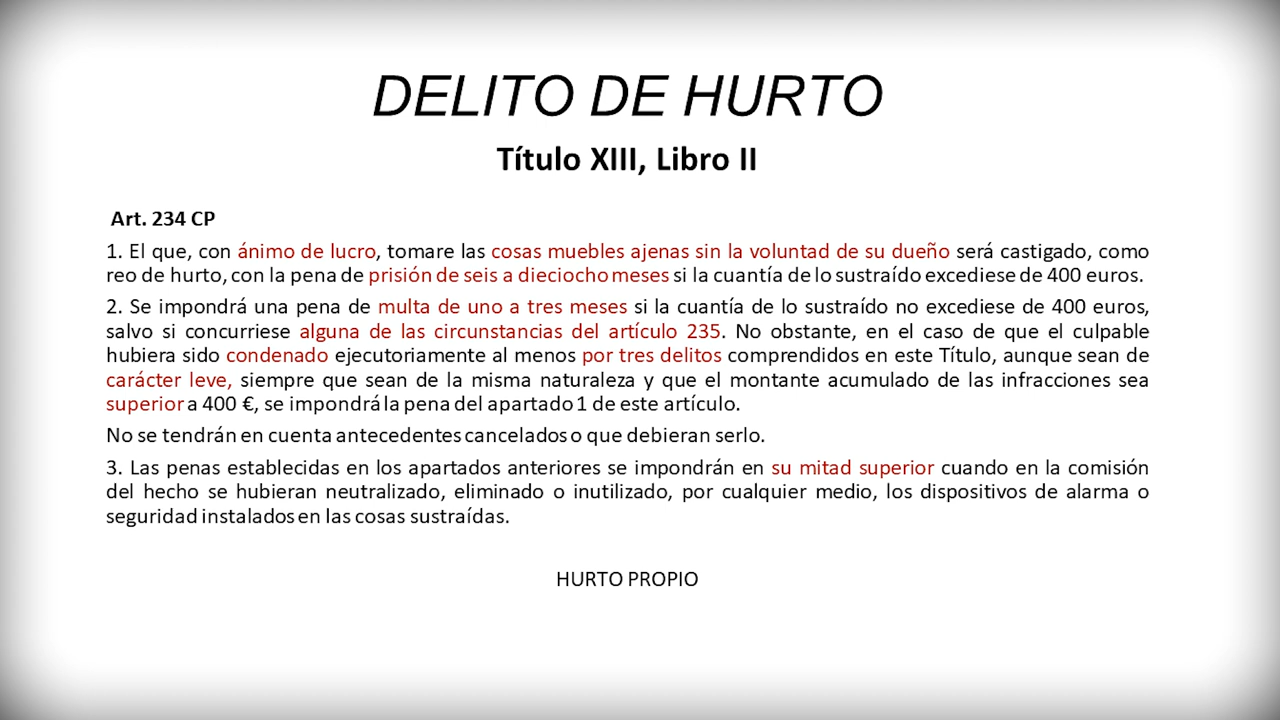 DELITO DE HURTO
Título XIII, Libro II
Art. 234 CP
1. El que, con ánimo de lucro, tomare las cosas muebles ajenas sin la voluntad de su dueño será castigado, como
reo de hurto, con la pena de prisión de seis a dieciocho meses si la cuantía de lo sustraído excediese de 400 euros.
2. Se impondrá una pena de multa de uno a tres meses si la cuantía de lo sustraído no excediese de 400 euros,
salvo si concurriese alguna de las circunstancias del artículo 235. No obstante, en el caso de que el culpable
hubiera sido condenado ejecutoriamente al menos por tres delitos comprendidos en este Título, aunque sean de
carácter leve, siempre que sean de la misma naturaleza y que el montante acumulado de las infracciones sea
superior a 400 €, se impondrá la pena del apartado 1 de este artículo.
No se tendrán en cuenta antecedentes cancelados o que debieran serlo.
3. Las penas establecidas en los apartados anteriores se impondrán en su mitad superior cuando en la comisión
del hecho se hubieran neutralizado, eliminado o inutilizado, por cualquier medio, los dispositivos de alarma o
seguridad instalados en las cosas sustraídas.
HURTO PROPIO